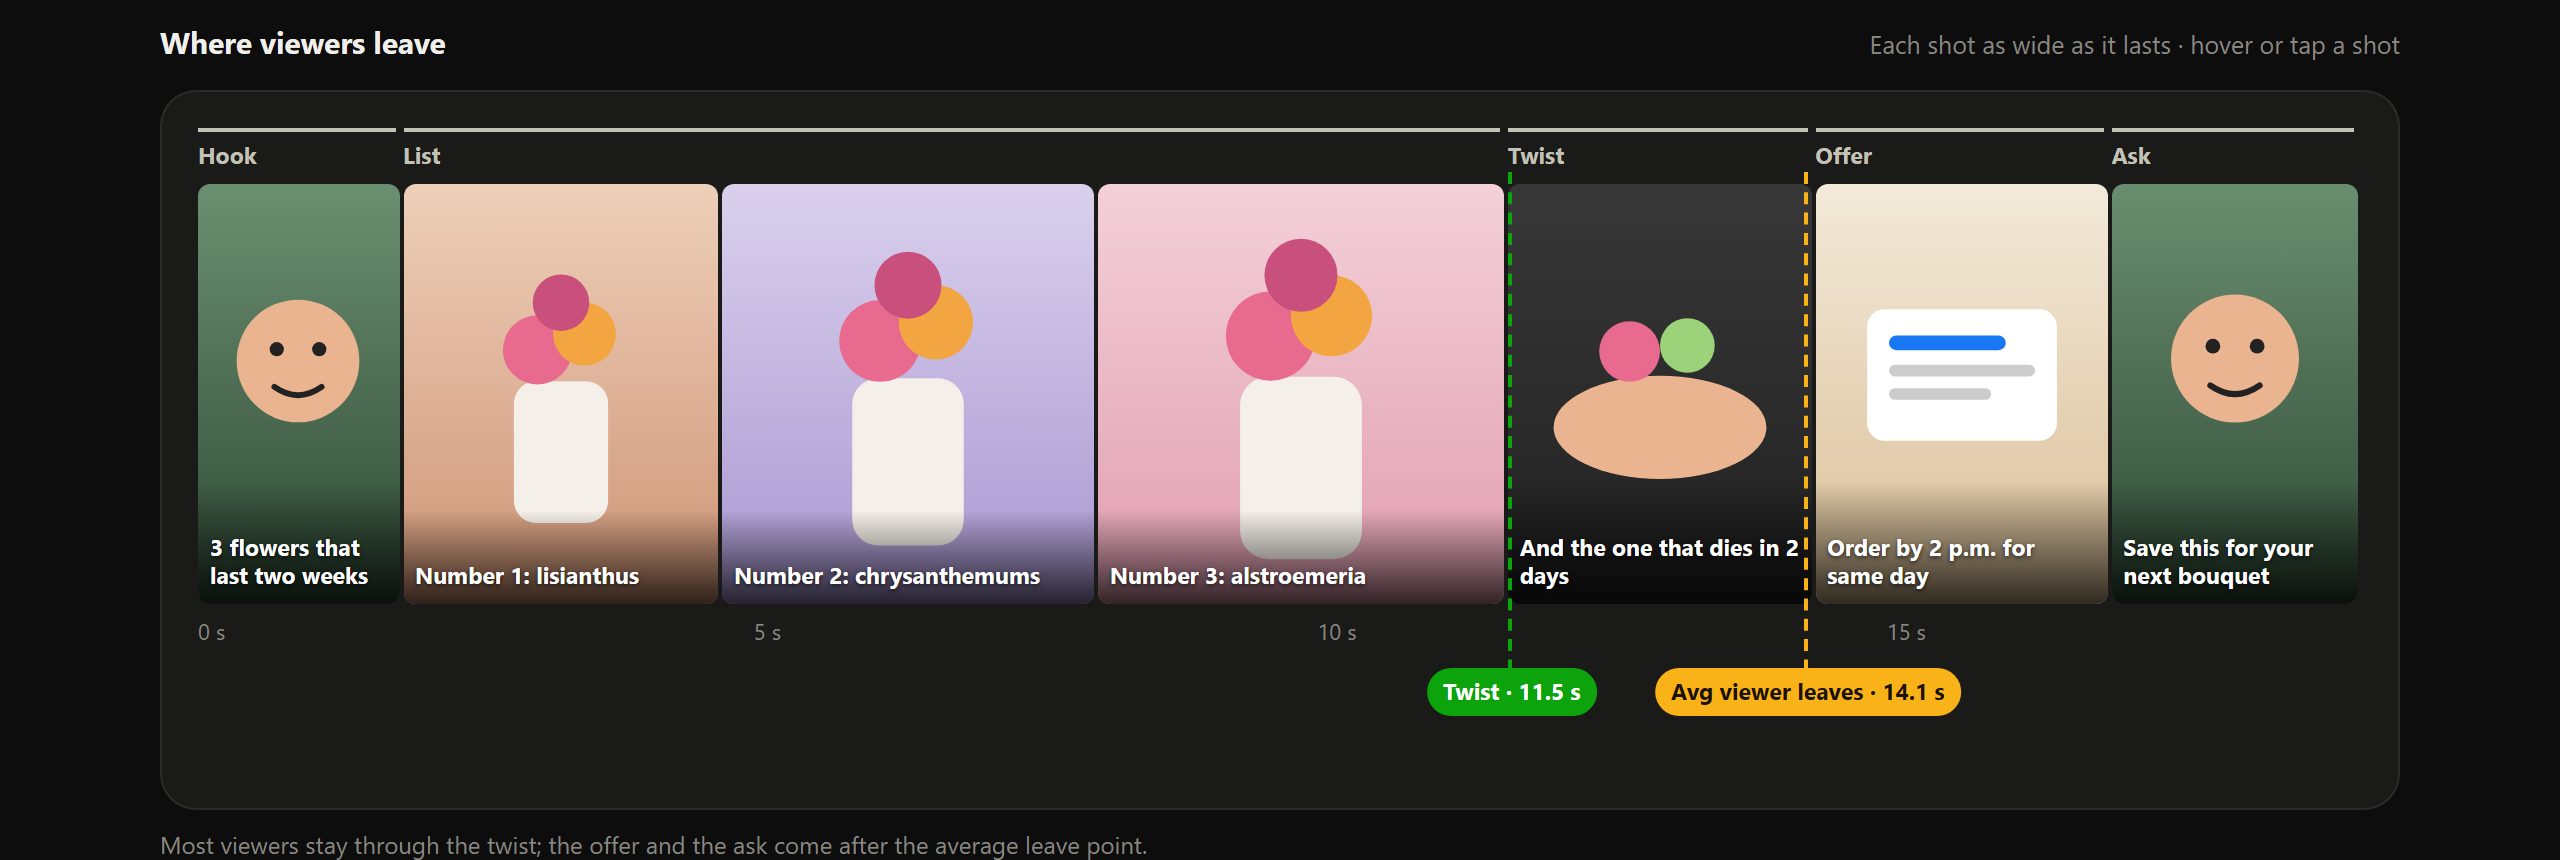 Where viewers leave
Each shot as wide as it lasts · hover or tap a shot
Hook
List
Twist
Offer
Ask
3 flowers that
last two weeks
Number 1: lisianthus
Number 2: chrysanthemums
Number 3: alstroemeria
And the one that dies in 2
days
Order by 2 p.m. for
same day
Save this for your
next bouquet
0 s
5 s
10 s
15 s
Twist · 11.5 s
Avg viewer leaves · 14.1 s
Most viewers stay through the twist; the offer and the ask come after the average leave point.